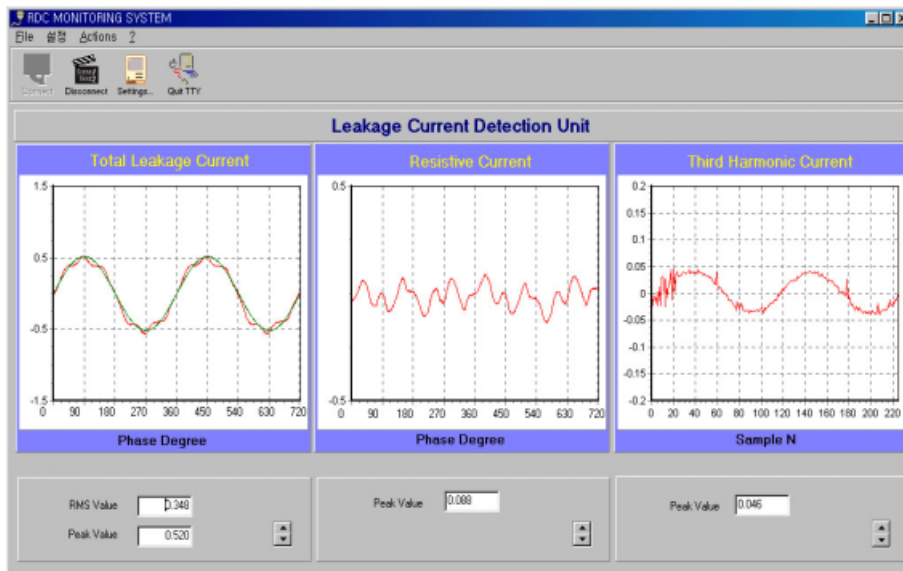 RDC MONITORING SYSTEM
File 설정 Actions ?
Connect Disconnect Settings... Quit TTY
Leakage Current Detection Unit
Total Leakage Current
1.5
0.5
-0.5
-1.5
0 90 180 270 360 450 540 630 720
Phase Degree
Resistive Current
0.5
-0.5
0 90 180 270 360 450 540 630 720
Phase Degree
Third Harmonic Current
0.2
0.15
0.1
0.05
0
-0.05
-0.1
-0.15
-0.2
0 20 40 60 80 100 120 140 160 180 200 220
Sample N
RMS Value 0.348
Peak Value 0.520
Peak Value 0.088
Peak Value 0.046